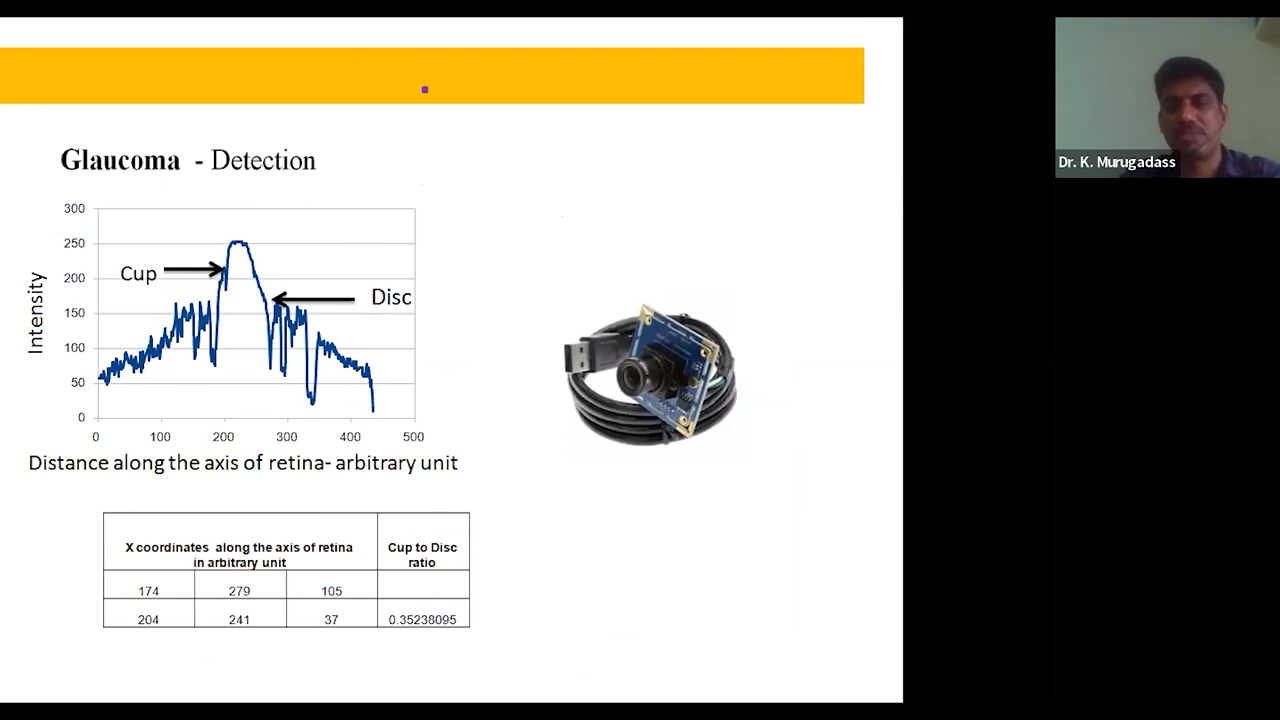 Glaucoma - Detection
300
250
200
150
100
50
0
Intensity
Cup
Disc
0 100 200 300 400 500
Distance along the axis of retina- arbitrary unit
X coordinates along the axis of retina
in arbitrary unit
Cup to Disc
ratio
174 279 105
204 241 37 0.35238095
Dr. K. Murugadass